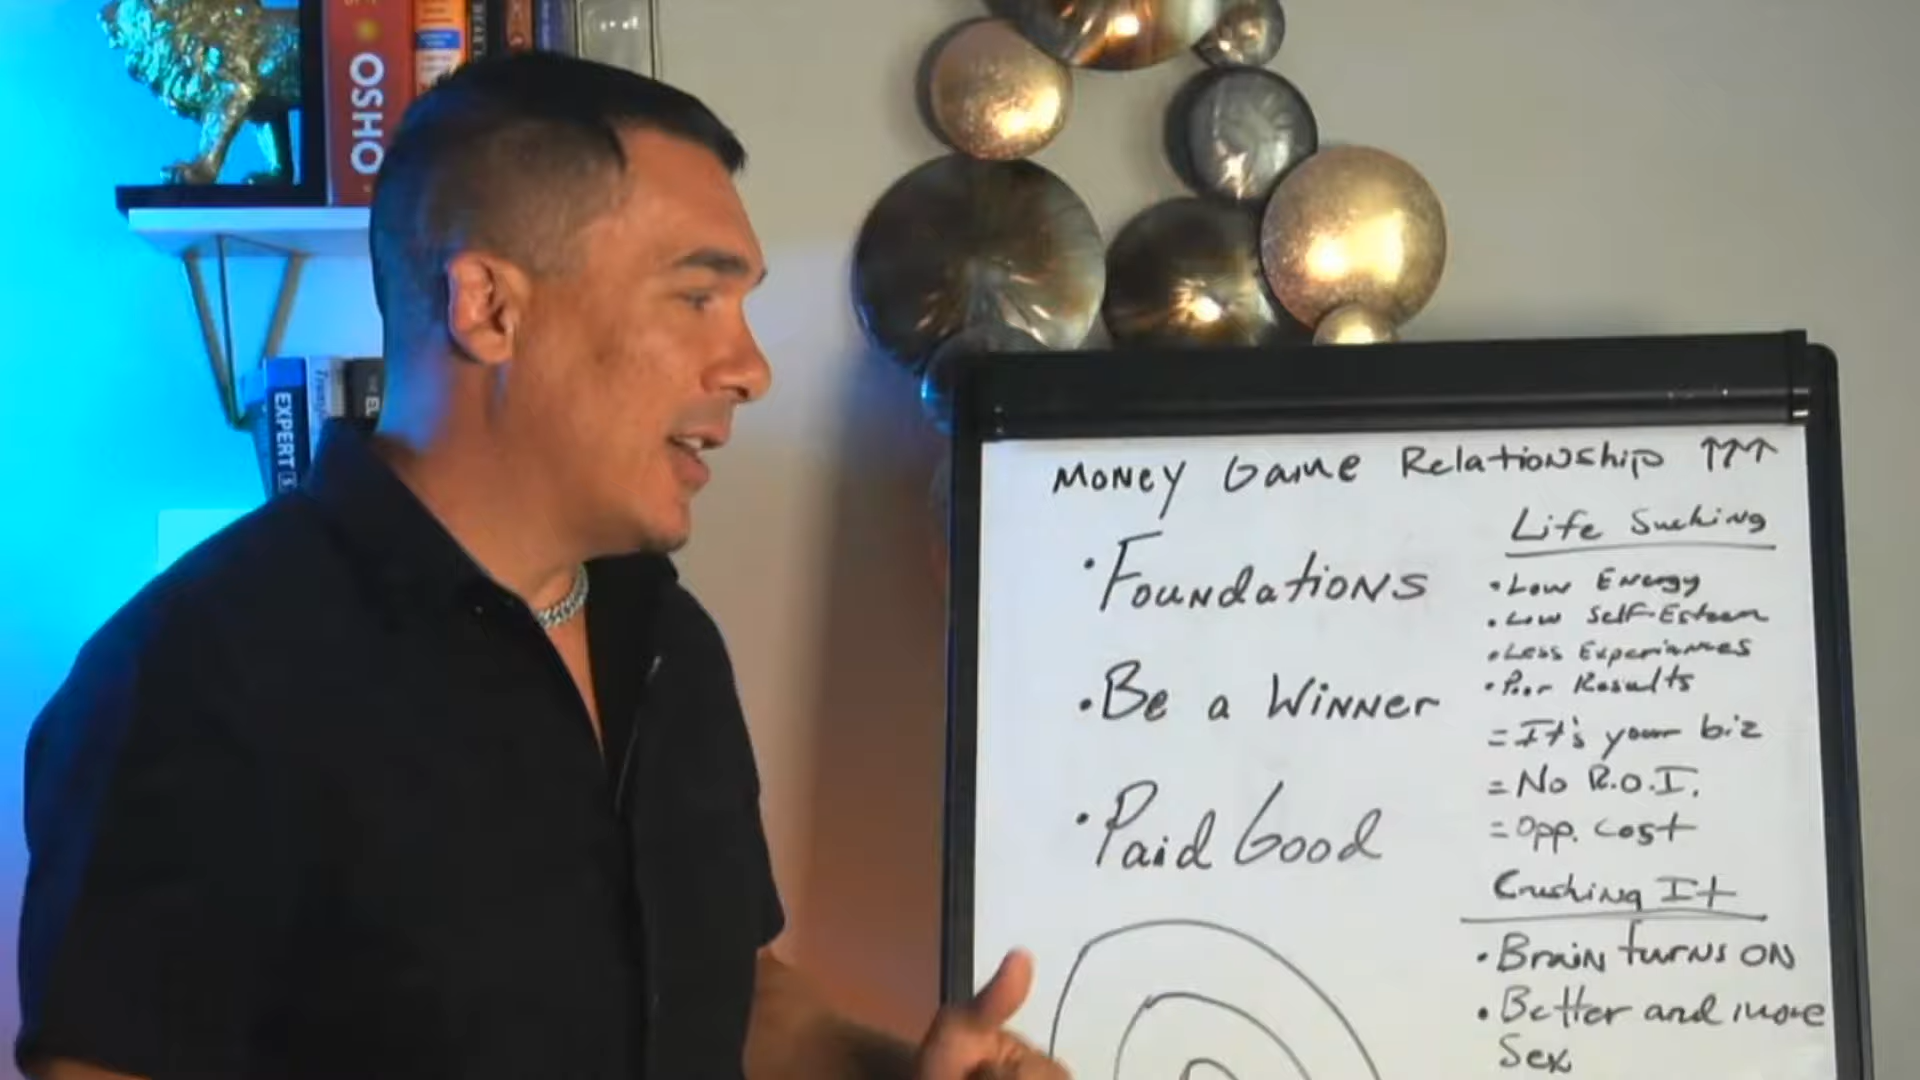 OSHO
EXPERT
Money Game Relationship ↑↑↑
• Foundations
• Be a Winner
• Paid Good
Life Sucking
• Low Energy
• Low Self-Esteem
• Less Experiences
• Poor Results
= It's your biz
= No R.O.I.
= Opp. Cost
Crushing It
• Brain turns ON
• Better and more
Sex